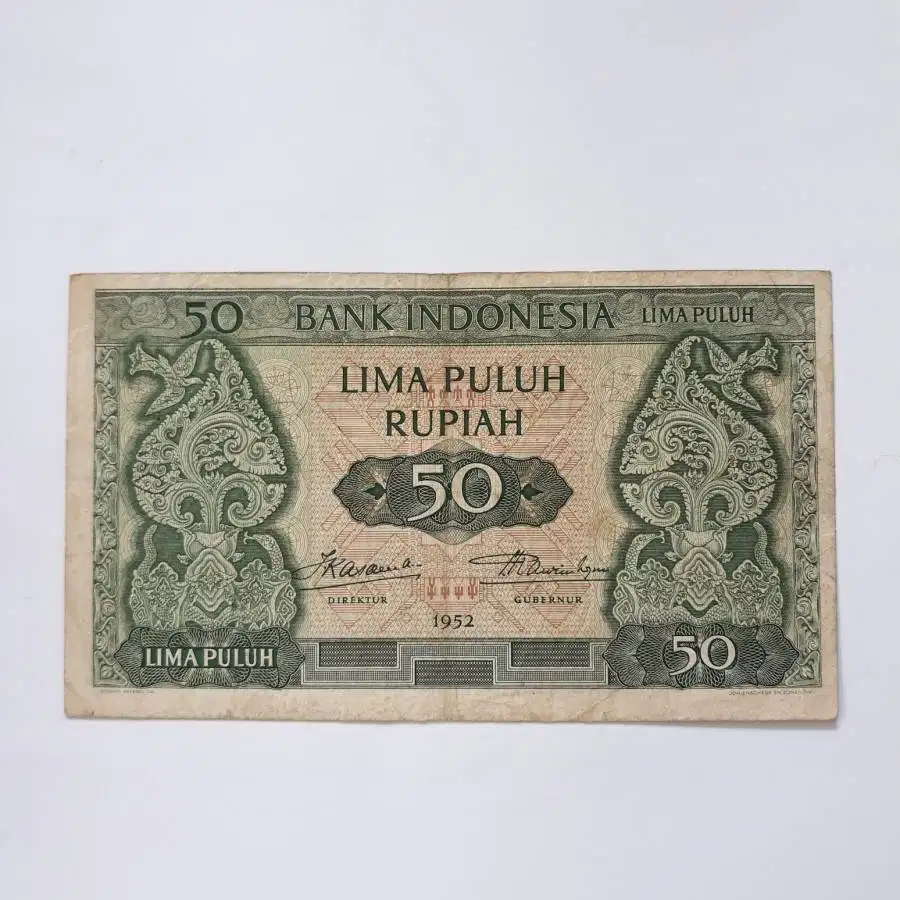 50 BANK INDONESIA LIMA PULUH
LIMA PULUH
RUPIAH
50
DIREKTUR GUBERNUR
1952
LIMA PULUH 50